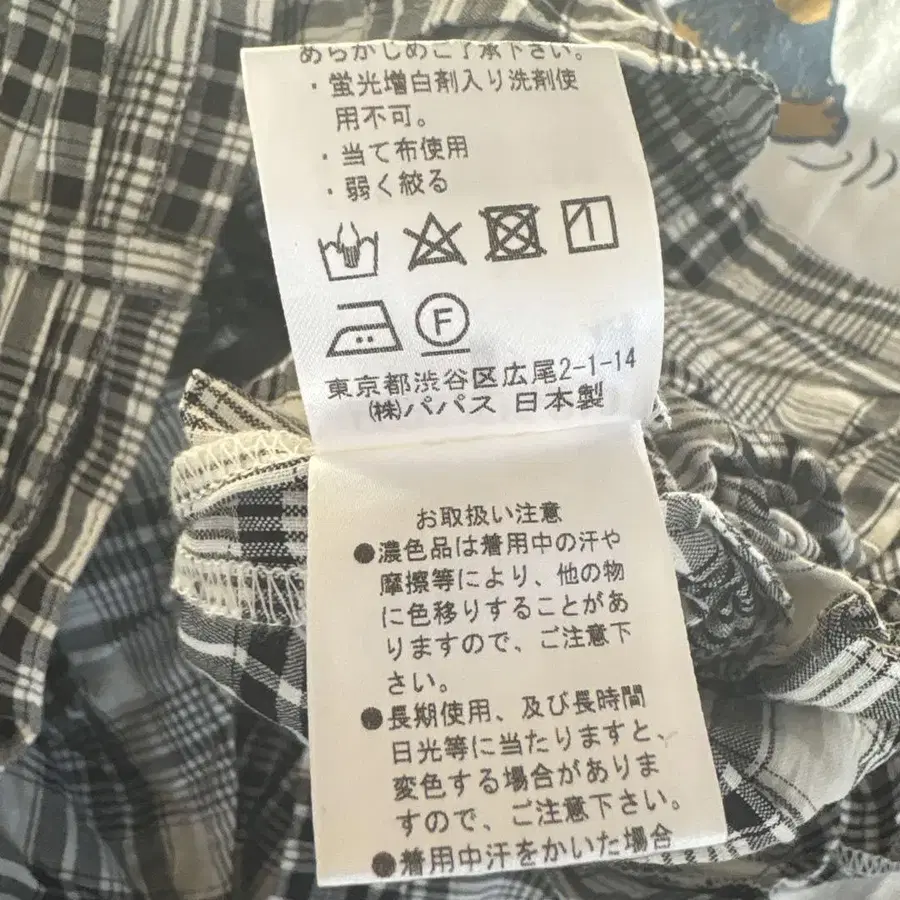 あらかじめご了承下さい。
・蛍光増白剤入り洗剤使
用不可。
・当て布使用
・弱く絞る
F
東京都渋谷区広尾2-1-14
㈱パパス 日本製
お取扱い注意
●濃色品は着用中の汗や
摩擦等により、他の物
に色移りすることがあ
りますので、ご注意下
さい。
●長期使用、及び長時間
日光等に当たりますと、
変色する場合がありま
すので、ご注意下さい。
●着用中汗をかいた場合